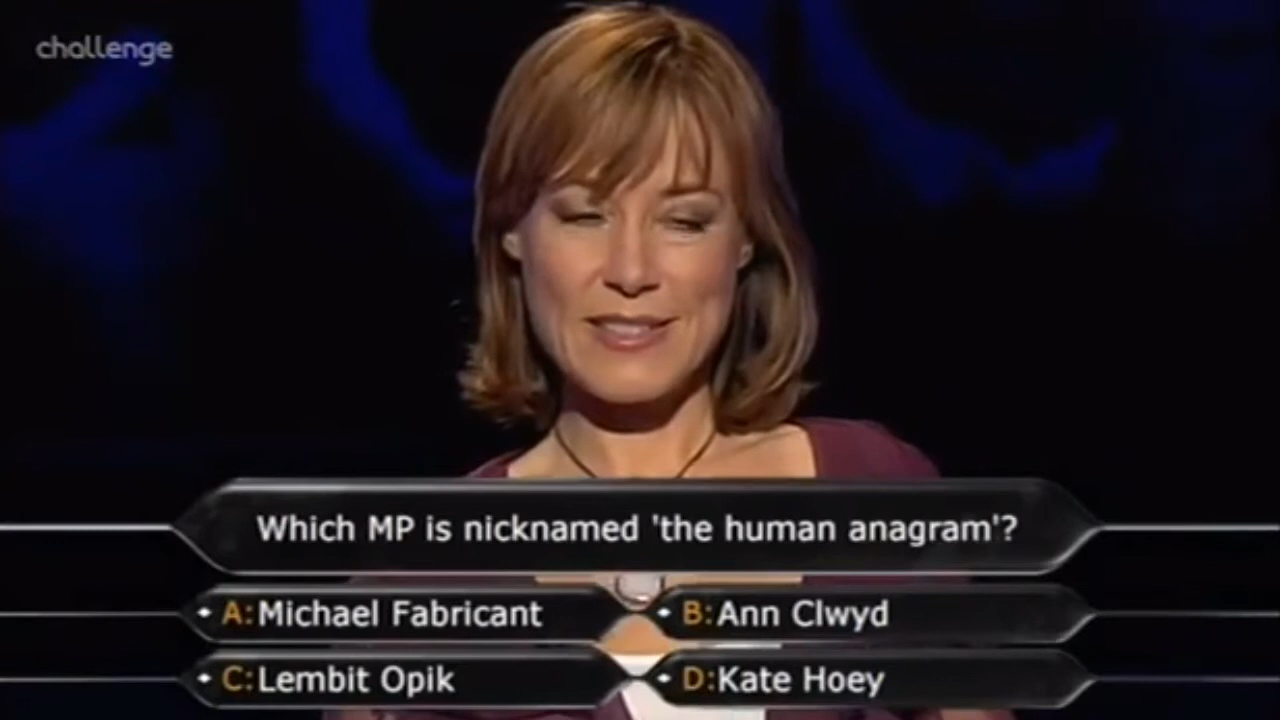 challenge
Which MP is nicknamed 'the human anagram'?
A: Michael Fabricant
B: Ann Clwyd
C: Lembit Opik
D: Kate Hoey